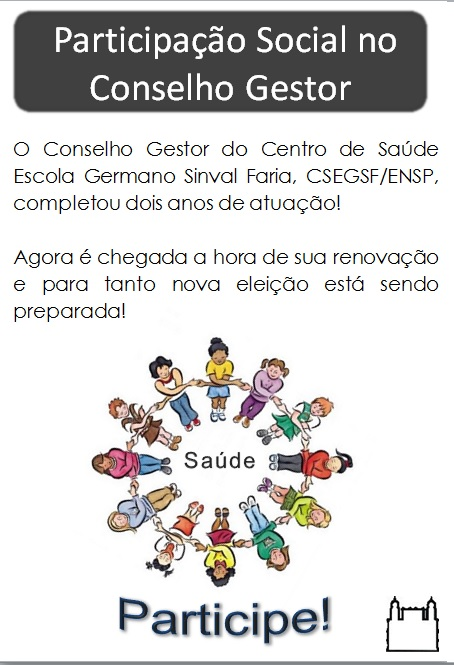 Participação Social no
Conselho Gestor
O Conselho Gestor do Centro de Saúde
Escola Germano Sinval Faria, CSEGSF/ENSP,
completou dois anos de atuação!
Agora é chegada a hora de sua renovação
e para tanto nova eleição está sendo
preparada!
Saúde
Participe!